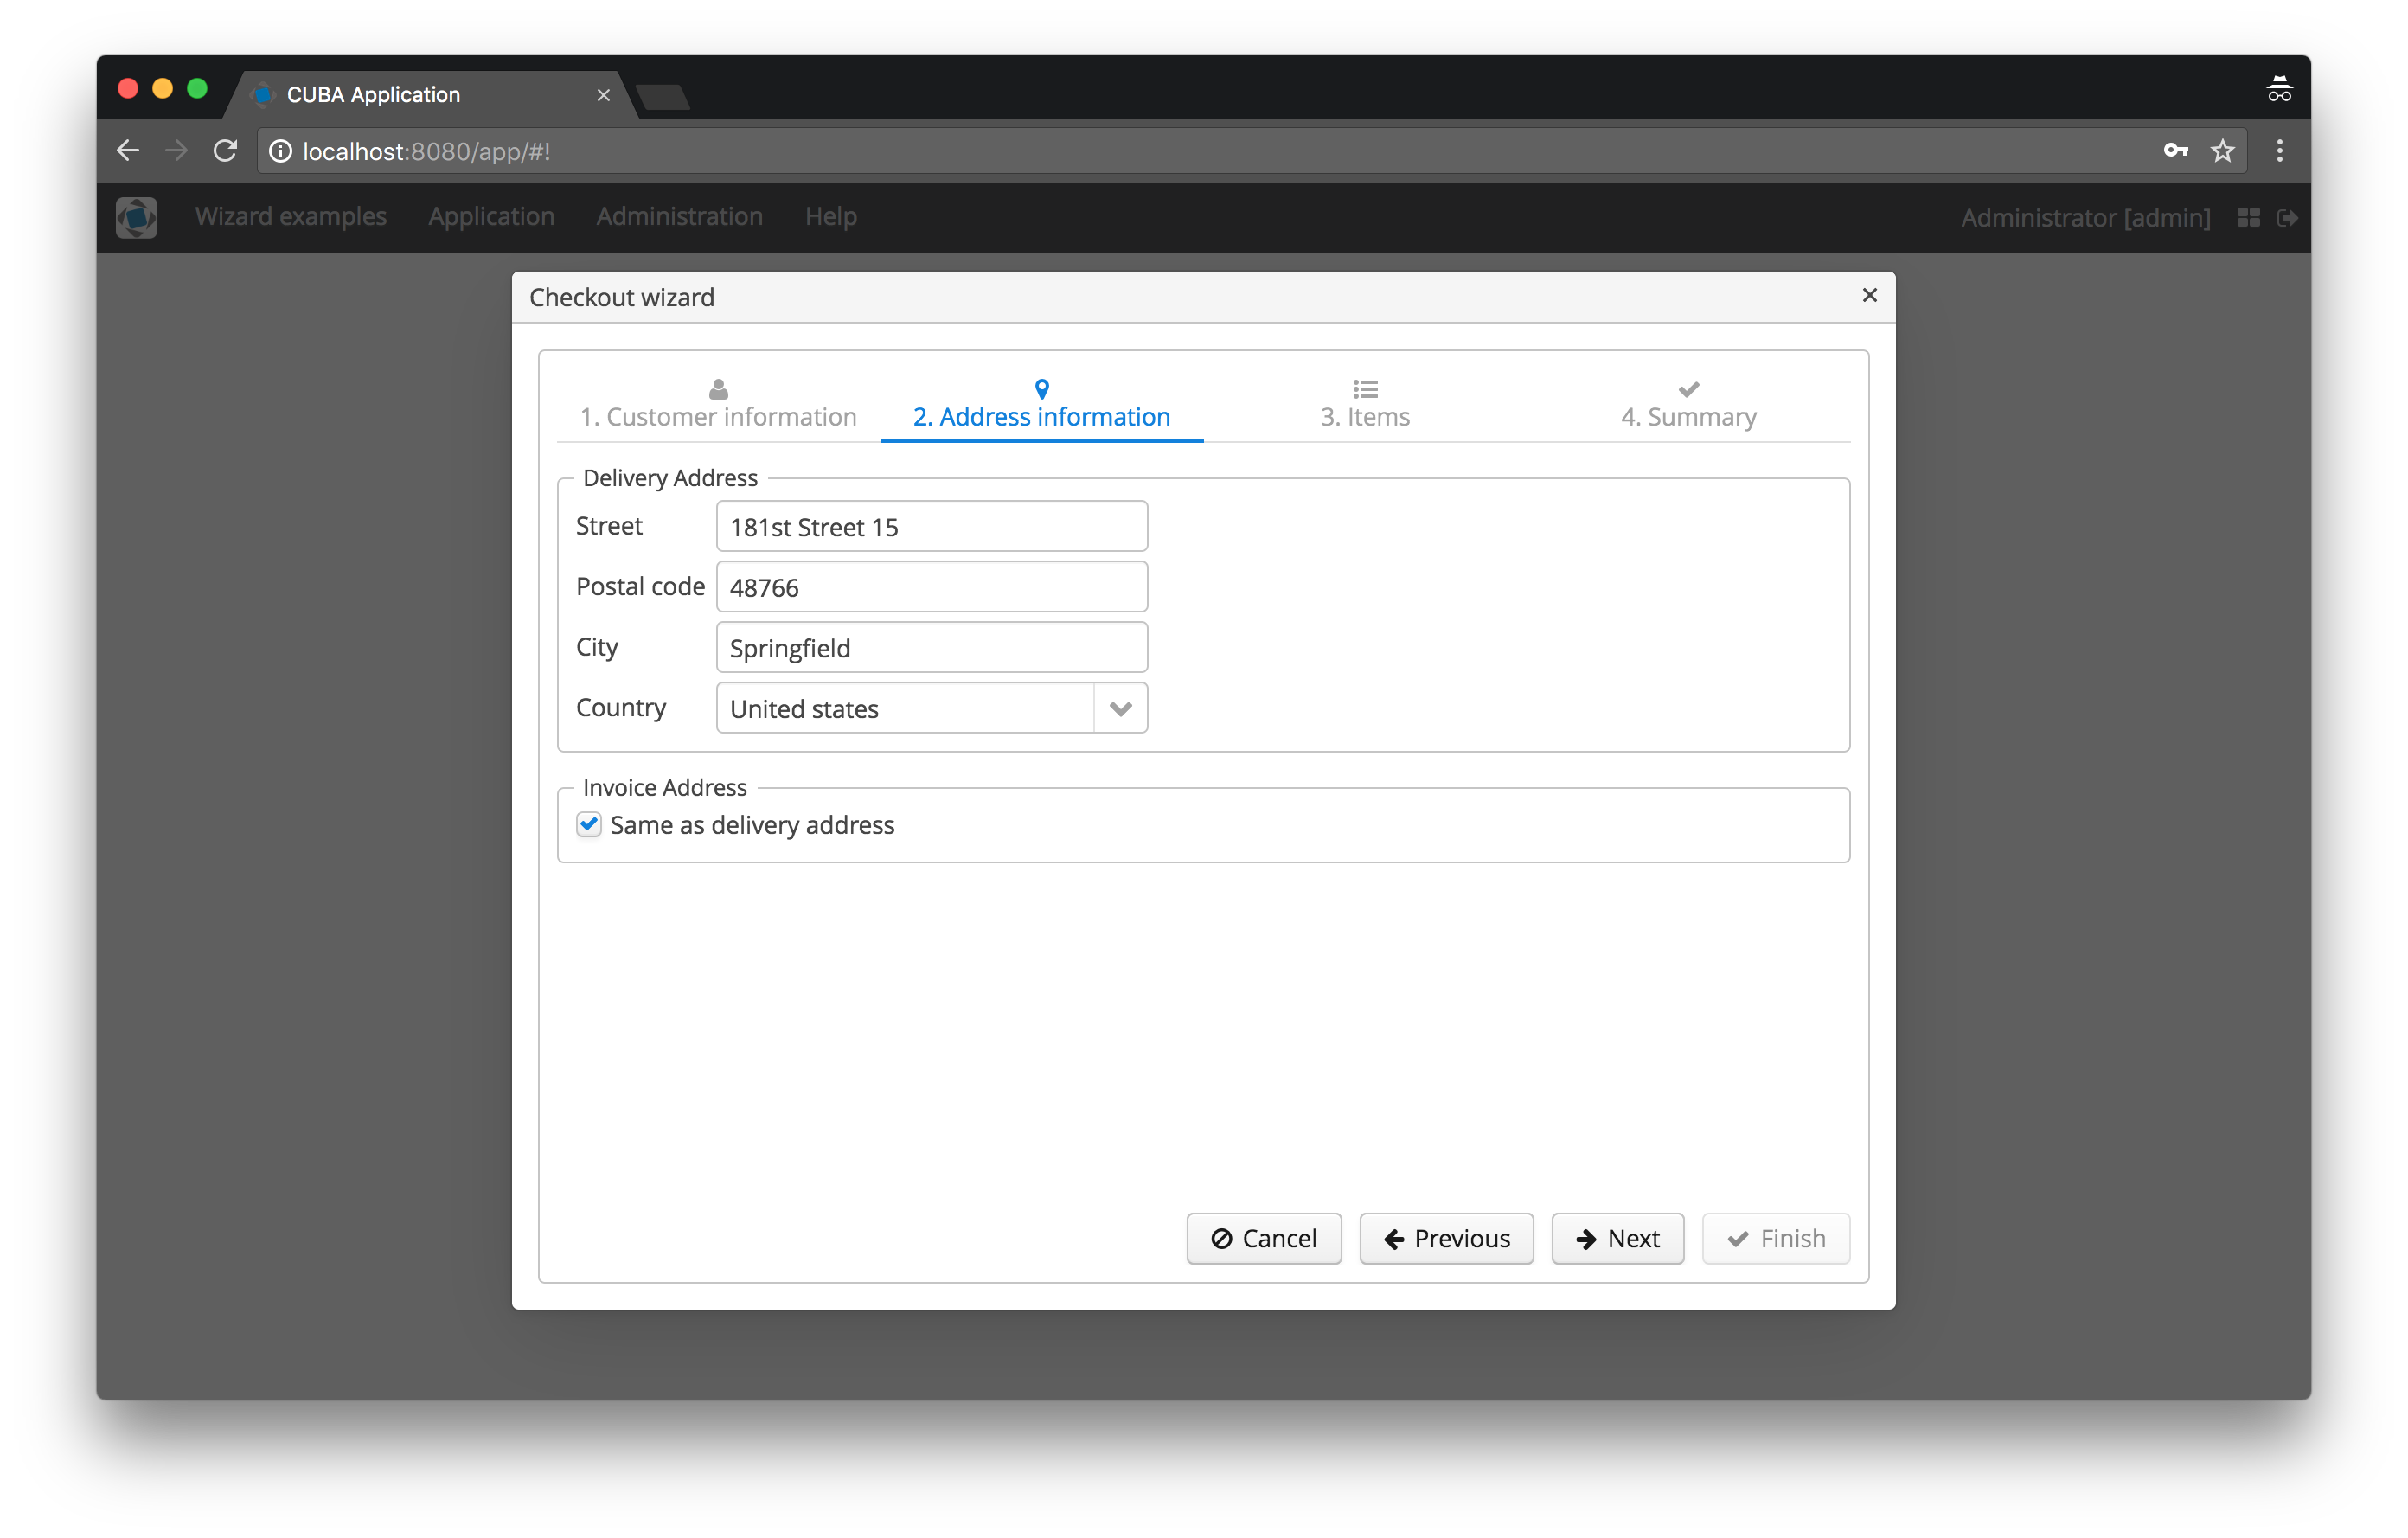 CUBA Application
localhost:8080/app/#!
Wizard examples Application Administration Help Administrator [admin]
Checkout wizard
1. Customer information 2. Address information 3. Items 4. Summary
Delivery Address
Street 181st Street 15
Postal code 48766
City Springfield
Country United states
Invoice Address
Same as delivery address
Cancel Previous Next Finish